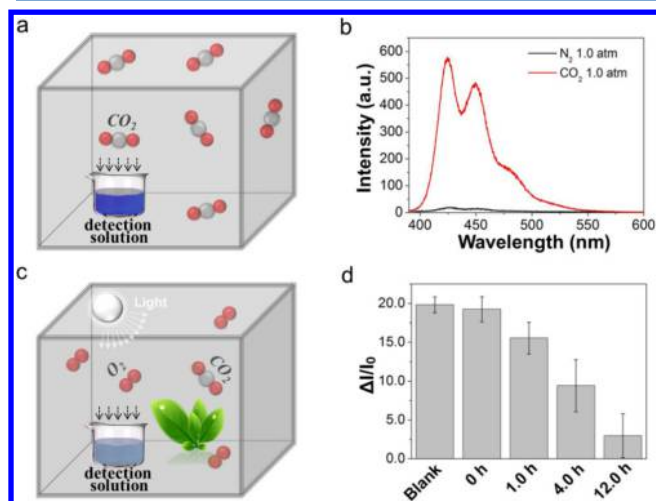 a
CO2
detection
solution
b
N2 1.0 atm
CO2 1.0 atm
600
500
400
300
200
100
0
Intensity (a.u.)
400 450 500 550 600
Wavelength (nm)
c
Light
O2
CO2
detection
solution
d
20.0
15.0
10.0
5.0
0.0
ΔI/I0
Blank 0 h 1.0 h 4.0 h 12.0 h